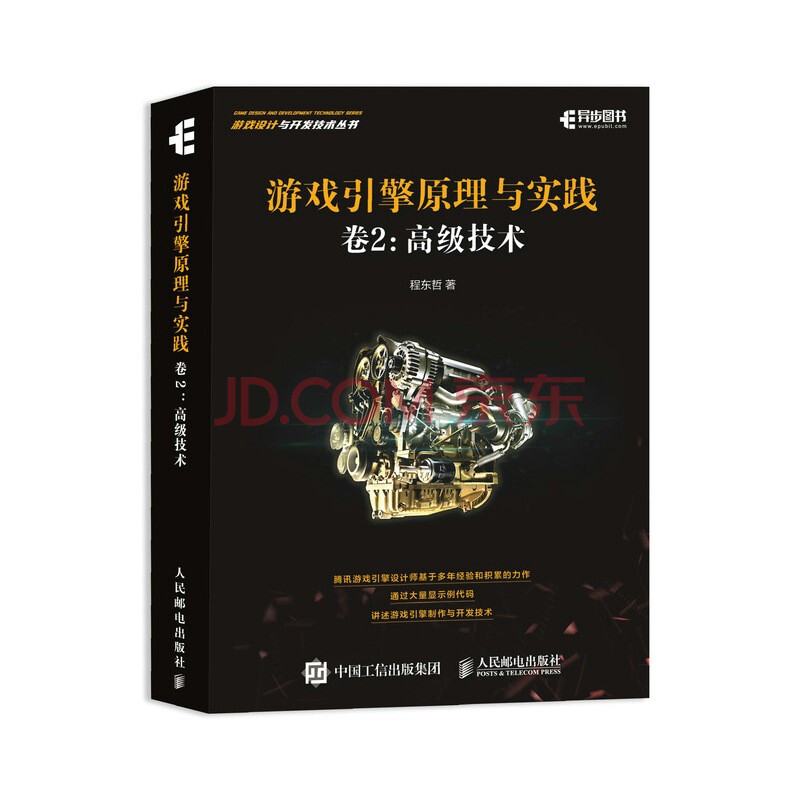 GAME DESIGN AND DEVELOPMENT TECHNOLOGY SERIES
游戏设计与开发技术丛书
异步图书
www.epubit.com
游戏引擎原理与实践
卷2:高级技术
程东哲 著
JD.COM 京东
腾讯游戏引擎设计师基于多年经验和积累的力作
通过大量显示例代码
讲述游戏引擎制作与开发技术
中国工信出版集团
人民邮电出版社
POSTS & TELECOM PRESS
游戏引擎原理与实践
卷2:高级技术
人民邮电出版社